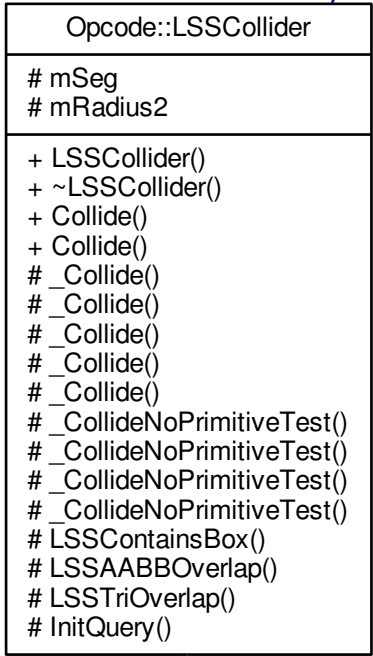 Opcode::LSSCollider
# mSeg
# mRadius2
+ LSSCollider()
+ ~LSSCollider()
+ Collide()
+ Collide()
# _Collide()
# _Collide()
# _Collide()
# _Collide()
# _Collide()
# _CollideNoPrimitiveTest()
# _CollideNoPrimitiveTest()
# _CollideNoPrimitiveTest()
# _CollideNoPrimitiveTest()
# LSSContainsBox()
# LSSAABBOverlap()
# LSSTriOverlap()
# InitQuery()